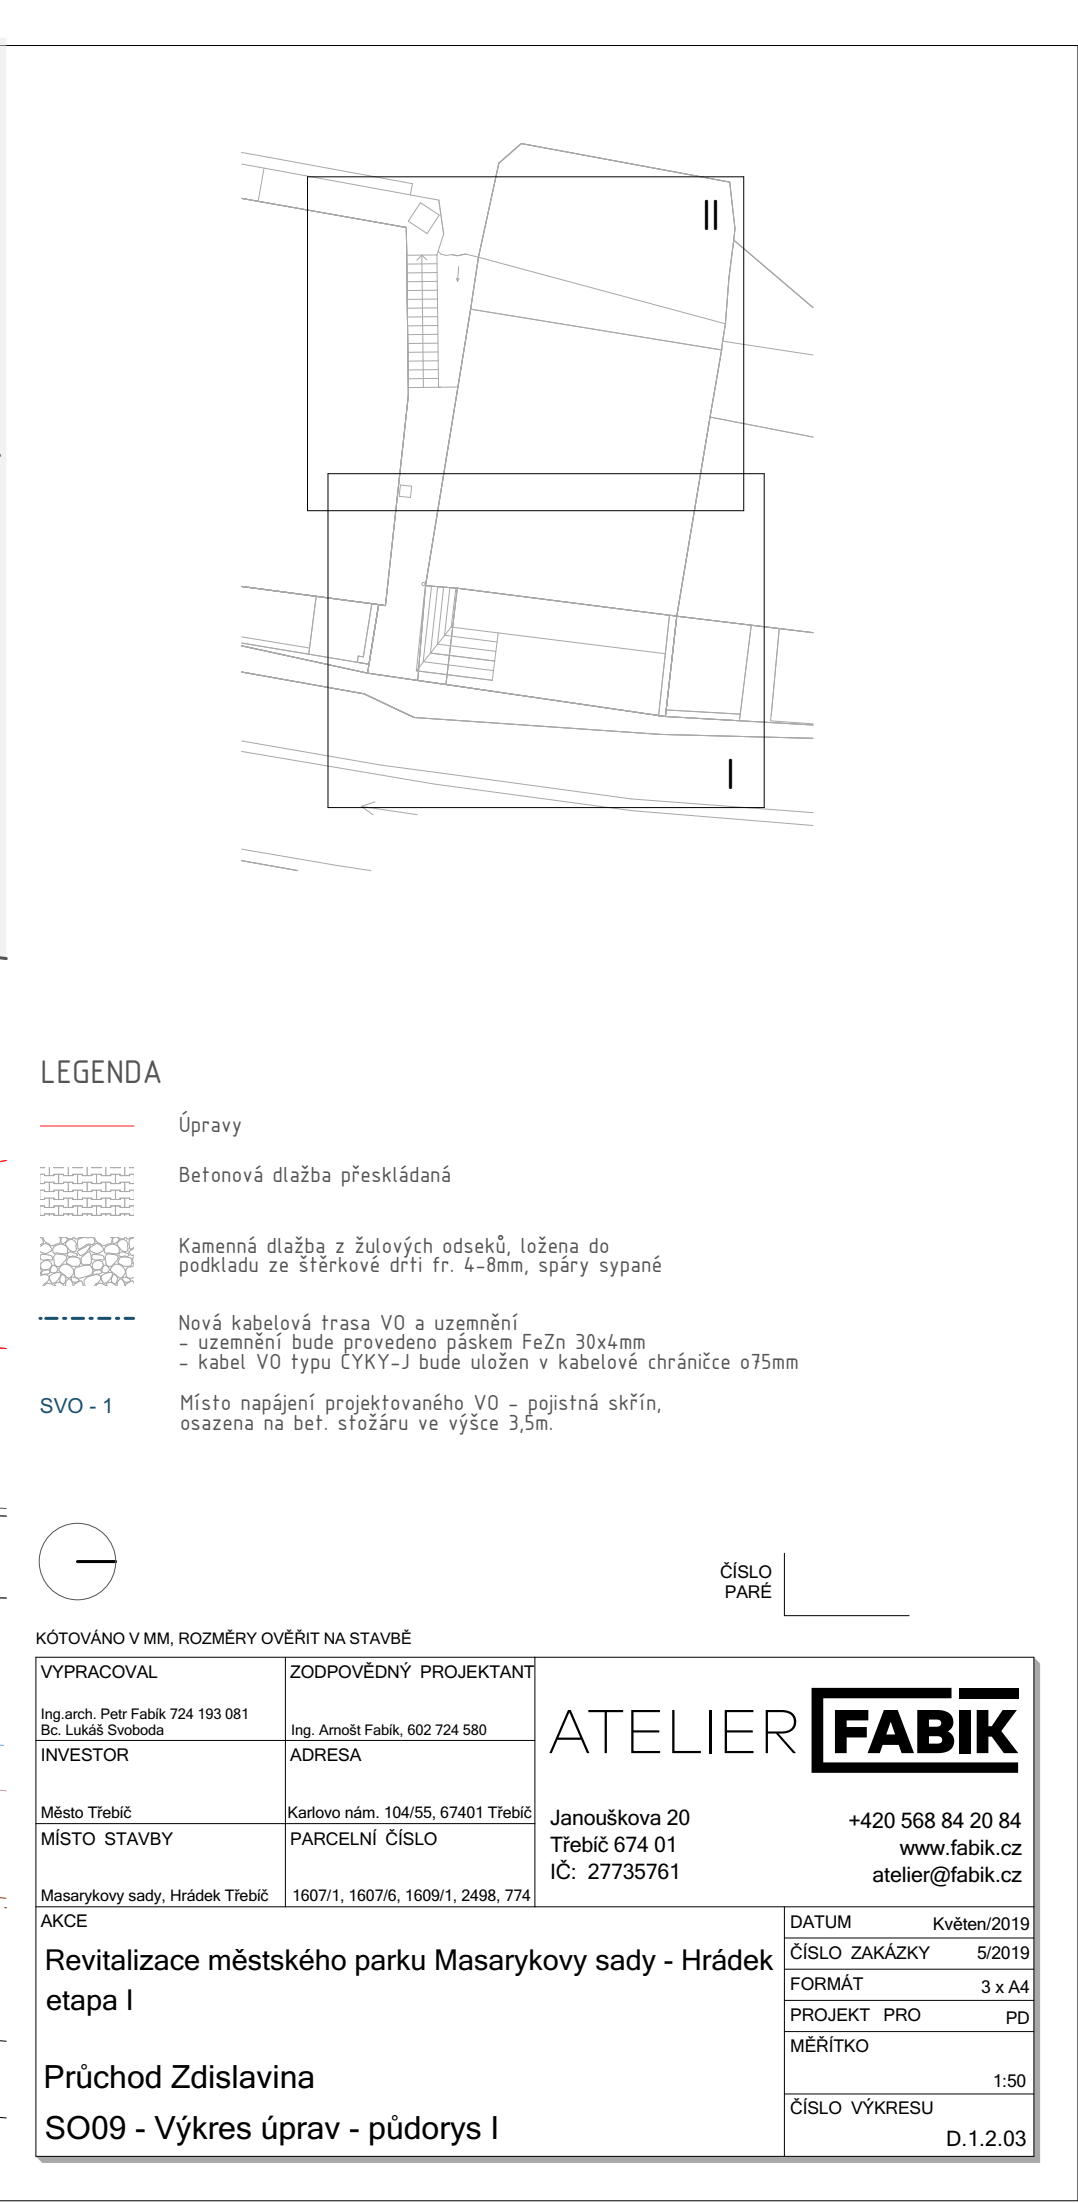 II
I
LEGENDA
Úpravy
Betonová dlažba přeskládaná
Kamenná dlažba z žulových odseků, ložena do
podkladu ze štěrkové drti fr. 4-8mm, spáry sypané
Nová kabelová trasa VO a uzemnění
- uzemnění bude provedeno páskem FeZn 30x4mm
- kabel VO typu CYKY-J bude uložen v kabelové chráničce o75mm
SVO - 1
Místo napájení projektovaného VO - pojistná skříň,
osazena na bet. stožáru ve výšce 3,5m.
ČÍSLO
PARÉ
KÓTOVÁNO V MM, ROZMĚRY OVĚŘIT NA STAVBĚ
VYPRACOVAL
Ing.arch. Petr Fabík 724 193 081
Bc. Lukáš Svoboda
ZODPOVĚDNÝ PROJEKTANT
Ing. Arnošt Fabík, 602 724 580
INVESTOR
Město Třebíč
ADRESA
Karlovo nám. 104/55, 67401 Třebíč
MÍSTO STAVBY
Masarykovy sady, Hrádek Třebíč
PARCELNÍ ČÍSLO
1607/1, 1607/6, 1609/1, 2498, 774
ATELIER FABÍK
Janouškova 20
Třebíč 674 01
IČ: 27735761
+420 568 84 20 84
www.fabik.cz
atelier@fabik.cz
AKCE
Revitalizace městského parku Masarykovy sady - Hrádek
etapa I
Průchod Zdislavina
SO09 - Výkres úprav - půdorys I
DATUM Květen/2019
ČÍSLO ZAKÁZKY 5/2019
FORMÁT 3 x A4
PROJEKT PRO PD
MĚŘÍTKO
1:50
ČÍSLO VÝKRESU
D.1.2.03